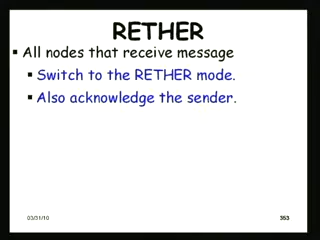 RETHER
▪ All nodes that receive message
▪ Switch to the RETHER mode.
▪ Also acknowledge the sender.
03/31/10 353